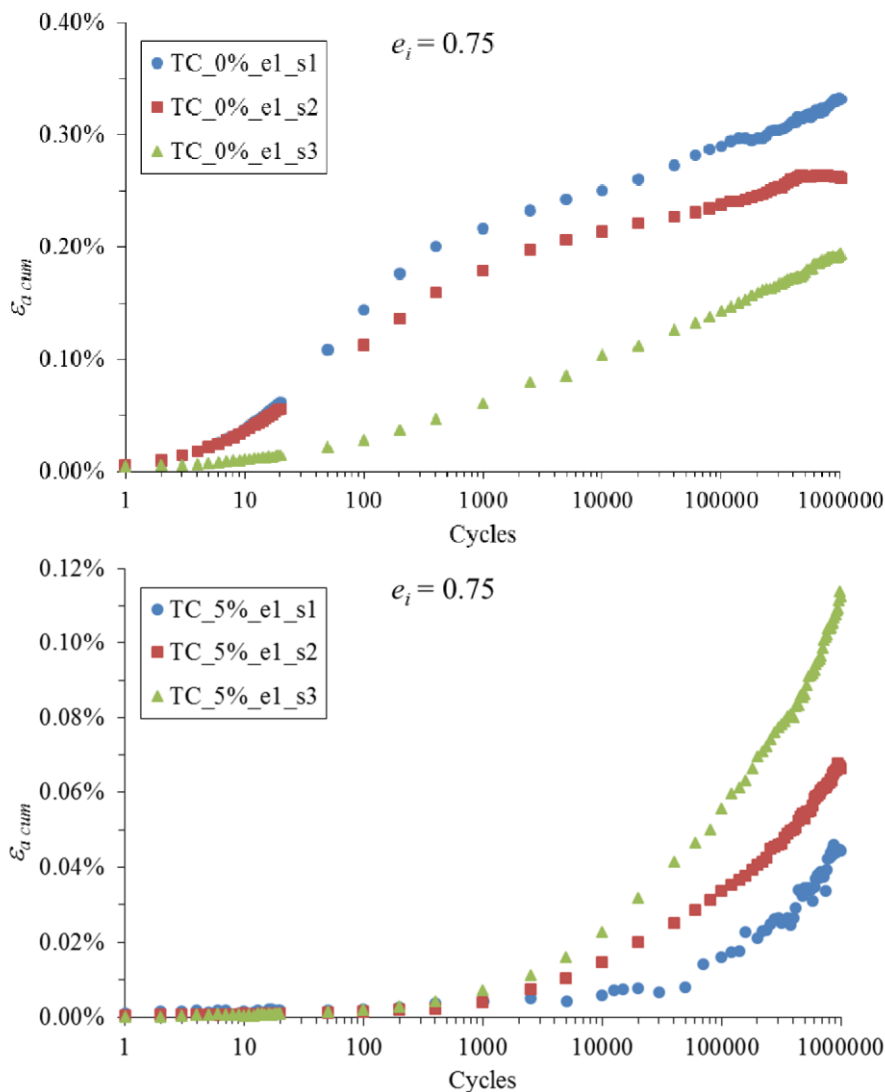 0.40%
e_i = 0.75
TC_0%_e1_s1
TC_0%_e1_s2
TC_0%_e1_s3
0.30%
0.20%
0.10%
0.00%
ε_a cum
1 10 100 1000 10000 100000 1000000
Cycles
0.12%
e_i = 0.75
TC_5%_e1_s1
TC_5%_e1_s2
TC_5%_e1_s3
0.10%
0.08%
0.06%
0.04%
0.02%
0.00%
ε_a cum
1 10 100 1000 10000 100000 1000000
Cycles